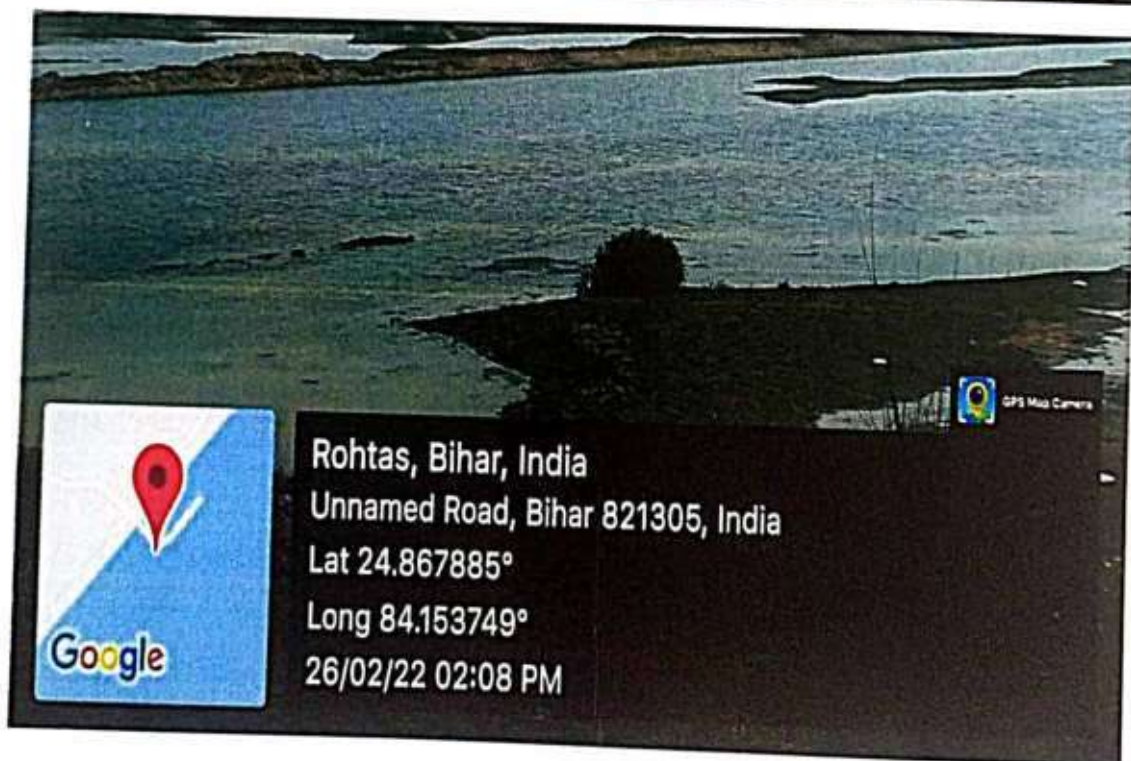 GPS Map Camera
Rohtas, Bihar, India
Unnamed Road, Bihar 821305, India
Lat 24.867885°
Long 84.153749°
26/02/22 02:08 PM
Google